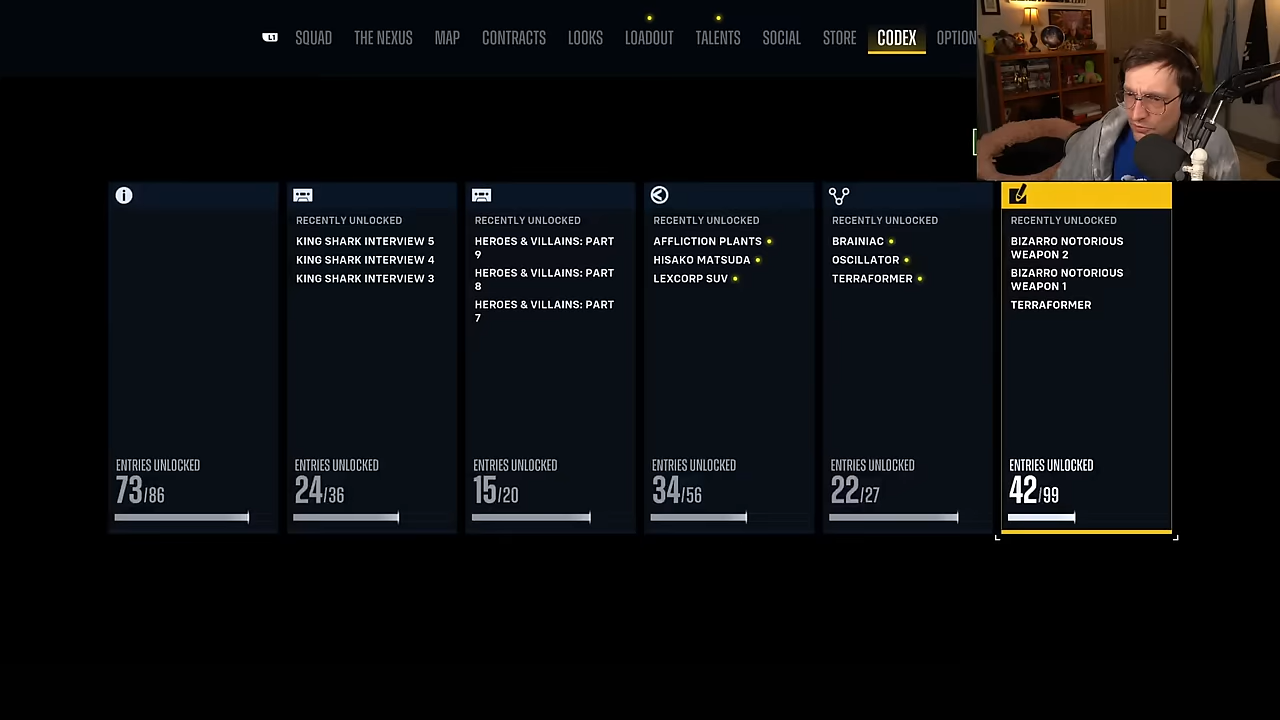 L1 SQUAD THE NEXUS MAP CONTRACTS LOOKS LOADOUT TALENTS SOCIAL STORE CODEX OPTION
RECENTLY UNLOCKED
KING SHARK INTERVIEW 5
KING SHARK INTERVIEW 4
KING SHARK INTERVIEW 3
RECENTLY UNLOCKED
HEROES & VILLAINS: PART
9
HEROES & VILLAINS: PART
8
HEROES & VILLAINS: PART
7
RECENTLY UNLOCKED
AFFLICTION PLANTS
HISAKO MATSUDA
LEXCORP SUV
RECENTLY UNLOCKED
BRAINIAC
OSCILLATOR
TERRAFORMER
RECENTLY UNLOCKED
BIZARRO NOTORIOUS
WEAPON 2
BIZARRO NOTORIOUS
WEAPON 1
TERRAFORMER
ENTRIES UNLOCKED
73/86
ENTRIES UNLOCKED
24/36
ENTRIES UNLOCKED
15/20
ENTRIES UNLOCKED
34/56
ENTRIES UNLOCKED
22/27
ENTRIES UNLOCKED
42/99